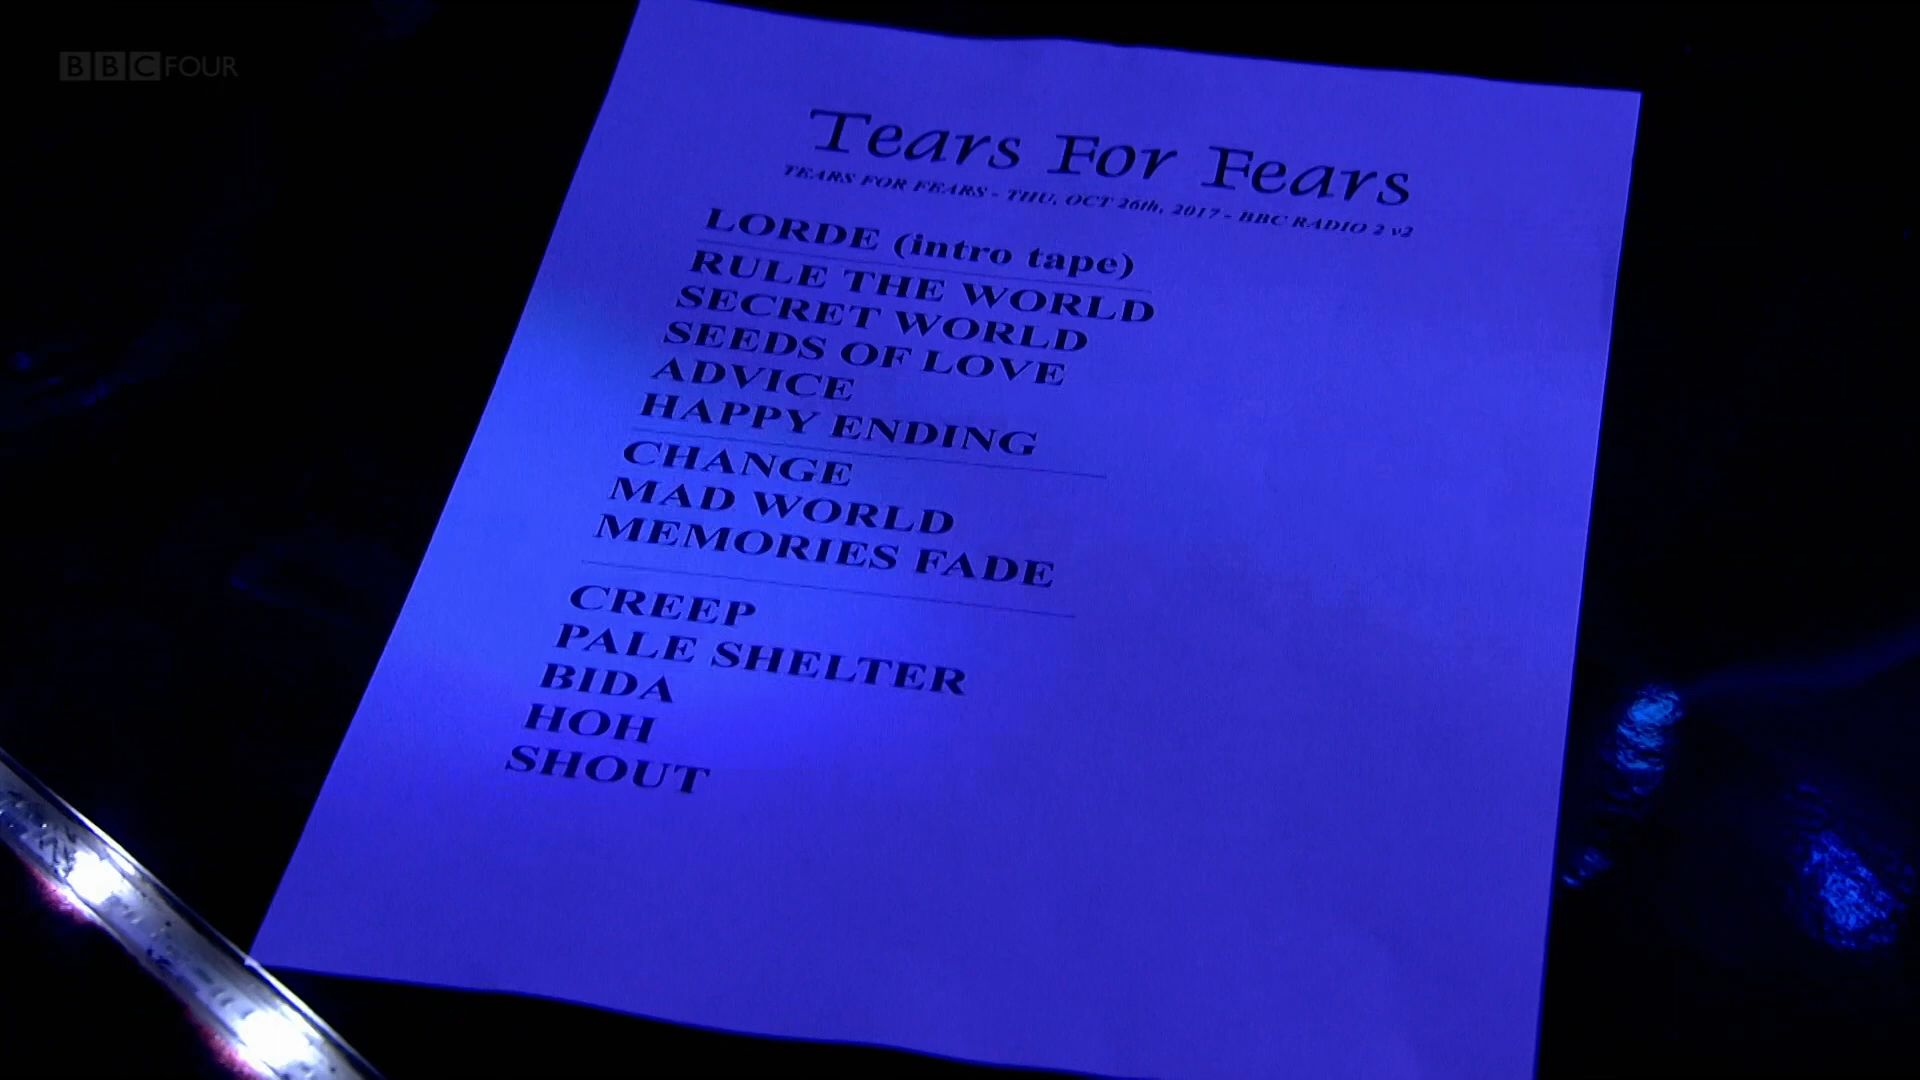 BBC FOUR
Tears For Fears
TEARS FOR FEARS - THU, OCT 26th, 2017 - BBC RADIO 2 v2
LORDE (intro tape)
RULE THE WORLD
SECRET WORLD
SEEDS OF LOVE
ADVICE
HAPPY ENDING
CHANGE
MAD WORLD
MEMORIES FADE
CREEP
PALE SHELTER
BIDA
HOH
SHOUT